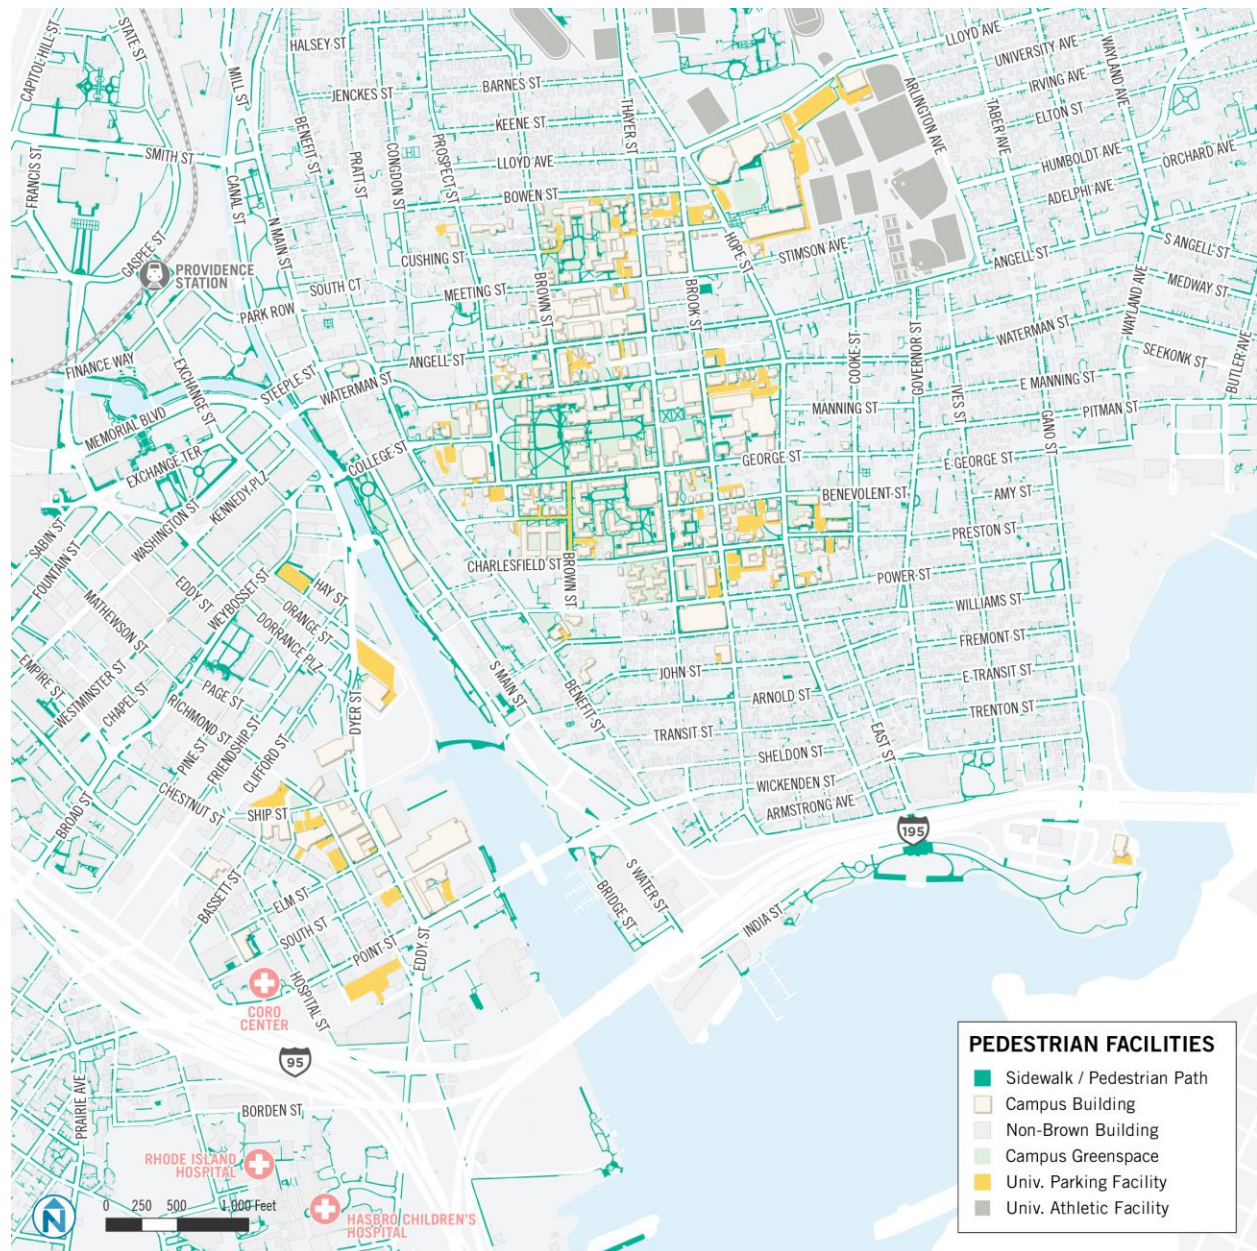 CAPITOL HILL ST
STATE ST
MILL ST
HALSEY ST
JENCKES ST
BARNES ST
KEENE ST
LLOYD AVE
BOWEN ST
THAYER ST
LLOYD AVE
UNIVERSITY AVE
IRVING AVE
ELTON ST
HUMBOLDT AVE
ORCHARD AVE
ADELPHI AVE
WAYLAND AVE
TABER AVE
ARLINGTON AVE
SMITH ST
FRANCIS ST
CANAL ST
N MAIN ST
BENEFIT ST
PRATT ST
CONGDON ST
PROSPECT ST
GASPEE ST
PROVIDENCE
STATION
CUSHING ST
SOUTH CT
MEETING ST
BROWN ST
BROOK ST
HOPE ST
STIMSON AVE
ANGELL ST
S ANGELL ST
MEDWAY ST
WAYLAND AVE
PARK ROW
ANGELL ST
WATERMAN ST
WATERMAN ST
SEEKONK ST
BUTLER AVE
FINANCE WAY
EXCHANGE ST
STEEPLE ST
COOKE ST
GOVERNOR ST
IVES ST
GANO ST
E MANNING ST
MANNING ST
PITMAN ST
MEMORIAL BLVD
EXCHANGE TER
COLLEGE ST
GEORGE ST
E GEORGE ST
KENNEDY PLZ
WASHINGTON ST
SABIN ST
FOUNTAIN ST
BENEVOLENT ST
AMY ST
PRESTON ST
CHARLESFIELD ST
BROWN ST
POWER ST
WILLIAMS ST
FREMONT ST
E TRANSIT ST
TRENTON ST
EDDY ST
WEYBOSSET ST
HAY ST
ORANGE ST
DORRANCE PLZ
MATHEWSON ST
EMPIRE ST
WESTMINSTER ST
CHAPEL ST
PAGE ST
RICHMOND ST
PINE ST
FRIENDSHIP ST
CLIFFORD ST
DYER ST
S MAIN ST
BENEFIT ST
JOHN ST
ARNOLD ST
TRANSIT ST
SHELDON ST
EAST ST
WICKENDEN ST
ARMSTRONG AVE
CHESTNUT ST
BROAD ST
SHIP ST
195
BASSETT ST
ELM ST
SOUTH ST
POINT ST
EDDY ST
HOSPITAL ST
S WATER ST
BRIDGE ST
INDIA ST
CORO
CENTER
95
PRAIRIE AVE
BORDEN ST
RHODE ISLAND
HOSPITAL
HASBRO CHILDREN'S
HOSPITAL
N
0 250 500 1,000 Feet
PEDESTRIAN FACILITIES
Sidewalk / Pedestrian Path
Campus Building
Non-Brown Building
Campus Greenspace
Univ. Parking Facility
Univ. Athletic Facility